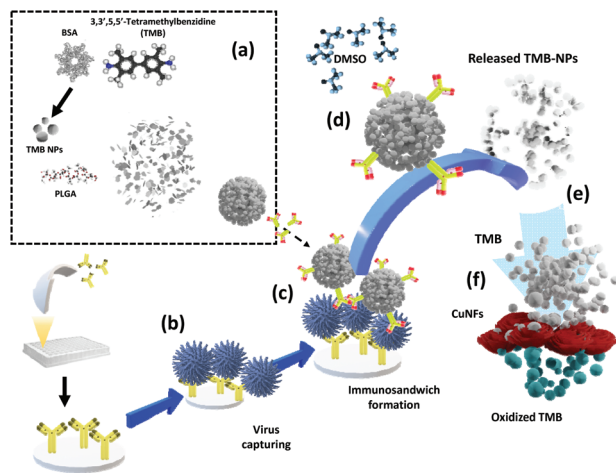 3,3',5,5'-Tetramethylbenzidine
(TMB)
BSA
(a)
TMB NPs
PLGA
DMSO
(d)
Released TMB-NPs
(e)
TMB
(f)
CuNFs
Oxidized TMB
(c)
Immunosandwich
formation
(b)
Virus
capturing